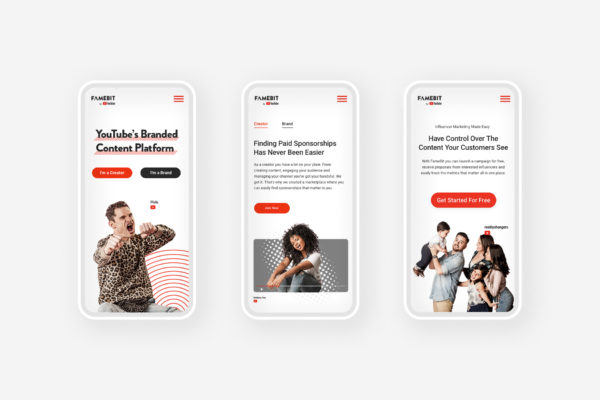 FAMEBIT
by YouTube
YouTube's Branded
Content Platform
I'm a Creator
I'm a Brand
FAMEBIT
by YouTube
Creator
Brand
Finding Paid Sponsorships
Has Never Been Easier
As a creator you have a lot on your plate. From
creating content, engaging your audience and
managing your channel we've got your handsful. We
get it. That's why we created a marketplace where you
can easily find sponsorships that matter to you.
Join Now
FAMEBIT
by YouTube
Influencer Marketing Made Easy
Have Control Over The
Content Your Customers See
With FameBit you can launch a campaign for free,
receive proposals from interested influencers and
easily track the metrics that matter all in one place.
Get Started For Free